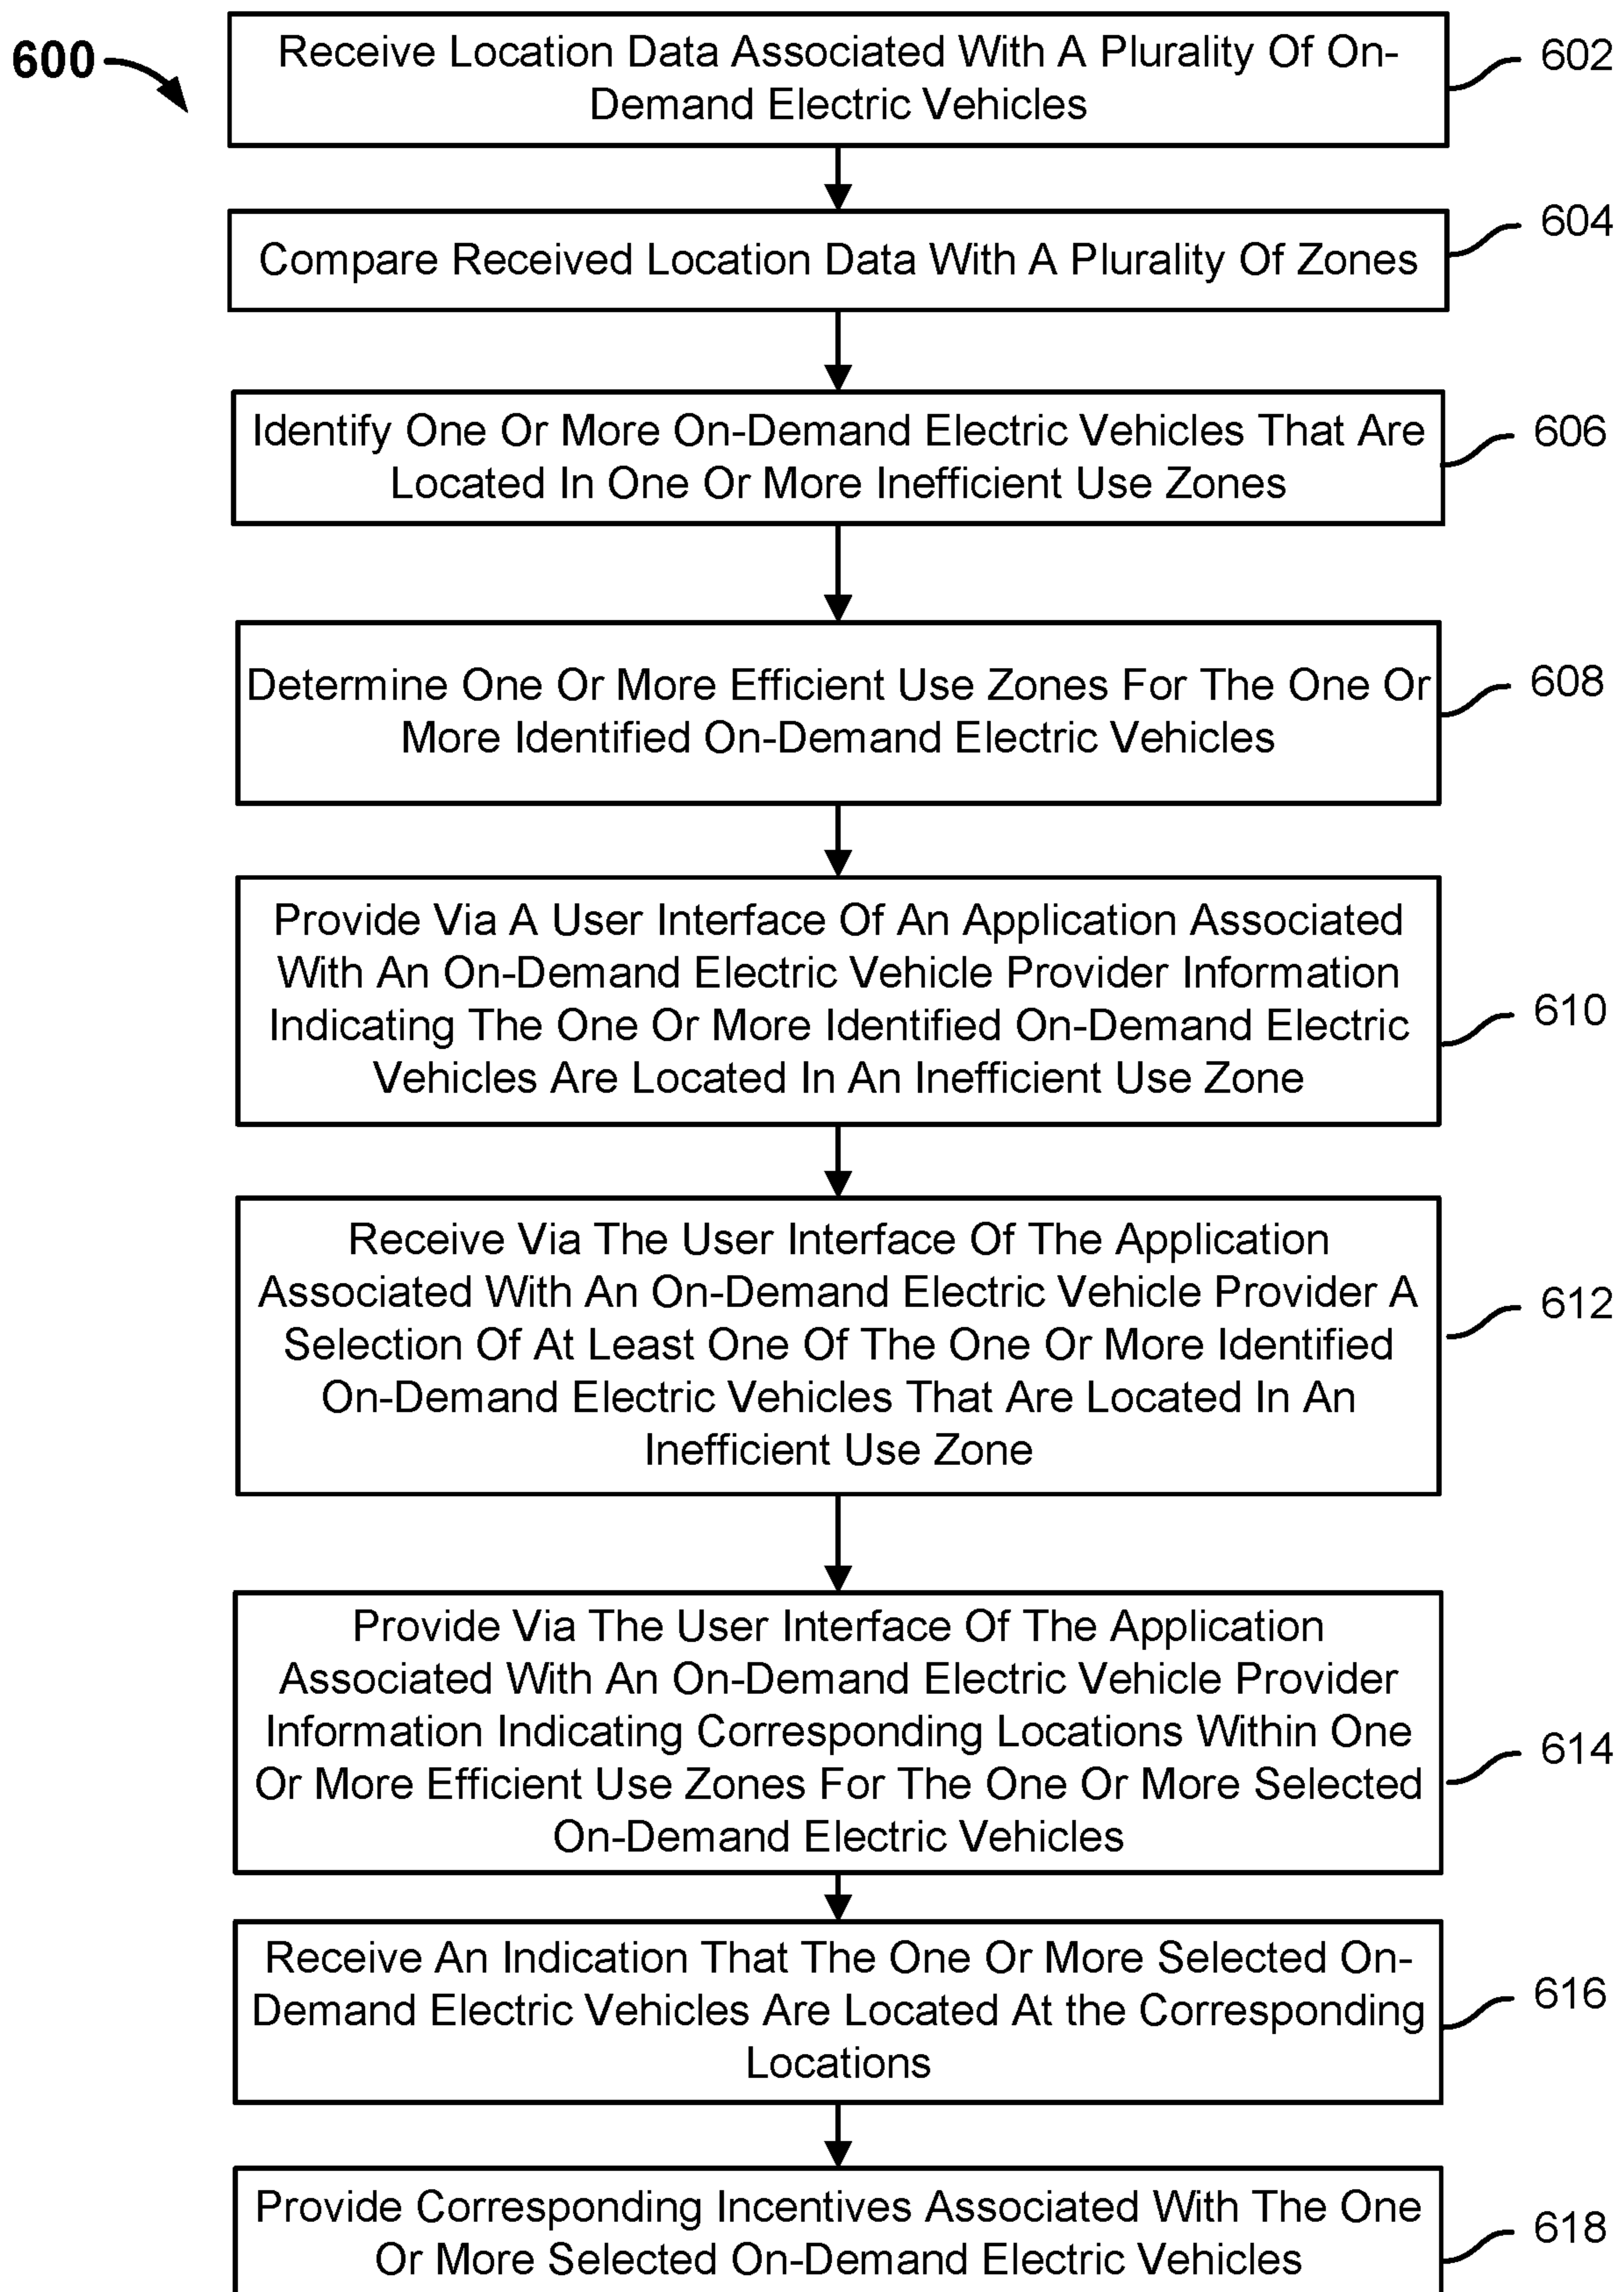 600
Receive Location Data Associated With A Plurality Of On-
Demand Electric Vehicles
602
Compare Received Location Data With A Plurality Of Zones
604
Identify One Or More On-Demand Electric Vehicles That Are
Located In One Or More Inefficient Use Zones
606
Determine One Or More Efficient Use Zones For The One Or
More Identified On-Demand Electric Vehicles
608
Provide Via A User Interface Of An Application Associated
With An On-Demand Electric Vehicle Provider Information
Indicating The One Or More Identified On-Demand Electric
Vehicles Are Located In An Inefficient Use Zone
610
Receive Via The User Interface Of The Application
Associated With An On-Demand Electric Vehicle Provider A
Selection Of At Least One Of The One Or More Identified
On-Demand Electric Vehicles That Are Located In An
Inefficient Use Zone
612
Provide Via The User Interface Of The Application
Associated With An On-Demand Electric Vehicle Provider
Information Indicating Corresponding Locations Within One
Or More Efficient Use Zones For The One Or More Selected
On-Demand Electric Vehicles
614
Receive An Indication That The One Or More Selected On-
Demand Electric Vehicles Are Located At the Corresponding
Locations
616
Provide Corresponding Incentives Associated With The One
Or More Selected On-Demand Electric Vehicles
618